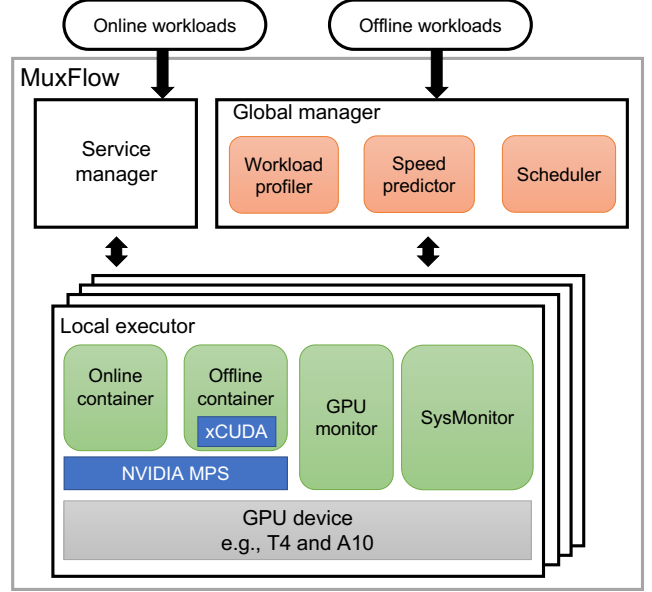 Online workloads
Offline workloads
MuxFlow
Service
manager
Global manager
Workload
profiler
Speed
predictor
Scheduler
Local executor
Online
container
Offline
container
xCUDA
GPU
monitor
SysMonitor
NVIDIA MPS
GPU device
e.g., T4 and A10